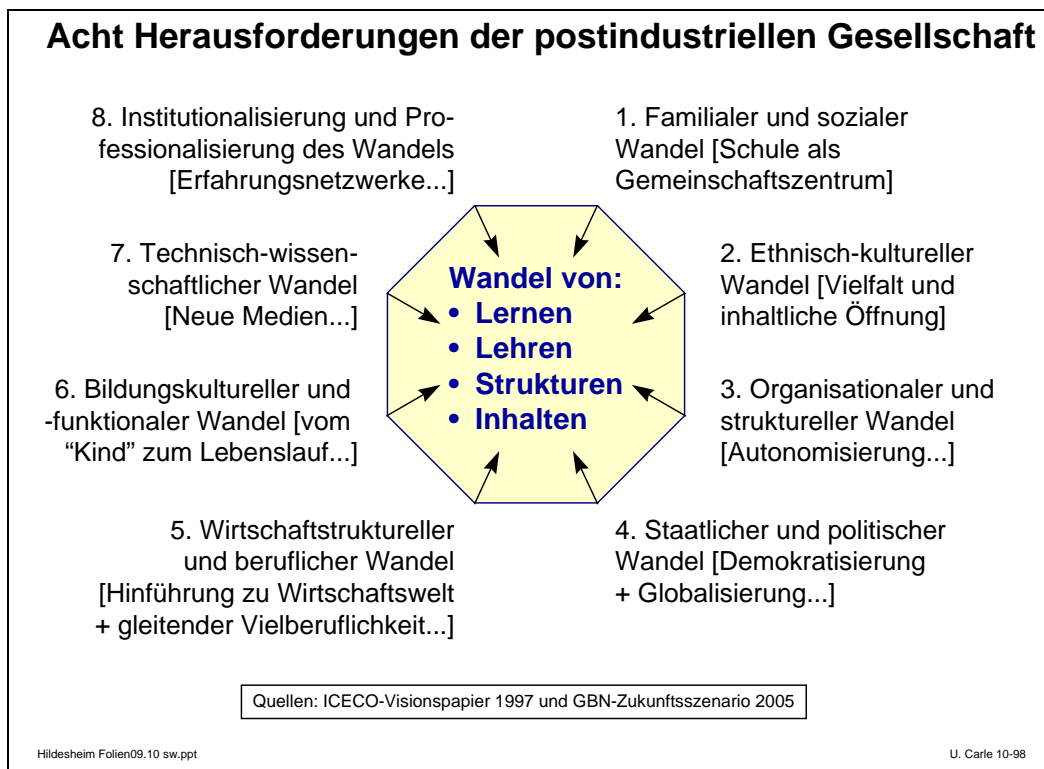 Acht Herausforderungen der postindustriellen Gesellschaft
8. Institutionalisierung und Pro-
fessionalisierung des Wandels
[Erfahrungsnetzwerke...]
1. Familialer und sozialer
Wandel [Schule als
Gemeinschaftszentrum]
7. Technisch-wissen-
schaftlicher Wandel
[Neue Medien...]
2. Ethnisch-kultureller
Wandel [Vielfalt und
inhaltliche Öffnung]
Wandel von:
• Lernen
• Lehren
• Strukturen
• Inhalten
6. Bildungskultureller und
-funktionaler Wandel [vom
“Kind” zum Lebenslauf...]
3. Organisationaler und
struktureller Wandel
[Autonomisierung...]
5. Wirtschaftstruktureller
und beruflicher Wandel
[Hinführung zu Wirtschaftswelt
+ gleitender Vielberuflichkeit...]
4. Staatlicher und politischer
Wandel [Demokratisierung
+ Globalisierung...]
Quellen: ICECO-Visionspapier 1997 und GBN-Zukunftsszenario 2005
Hildesheim Folien09.10 sw.ppt
U. Carle 10-98